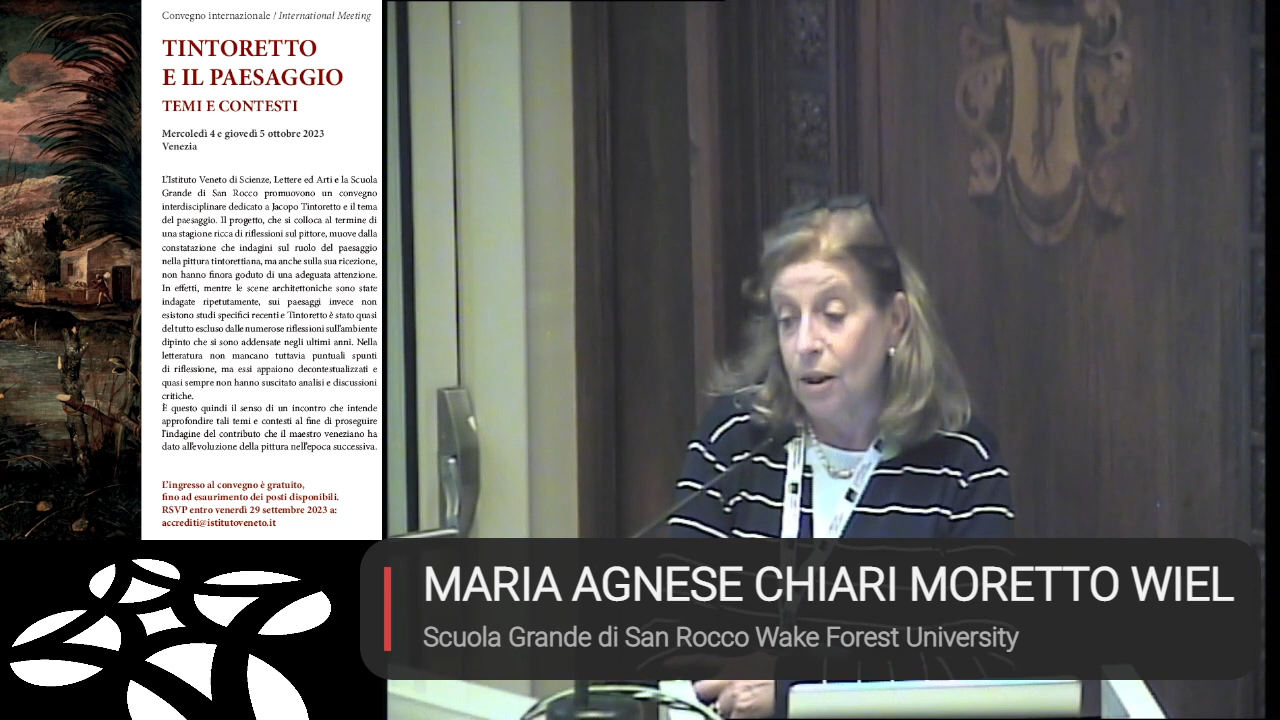 Convegno internazionale / International Meeting
TINTORETTO
E IL PAESAGGIO
TEMI E CONTESTI
Mercoledì 4 e giovedì 5 ottobre 2023
Venezia
L'Istituto Veneto di Scienze, Lettere ed Arti e la Scuola
Grande di San Rocco promuovono un convegno
interdisciplinare dedicato a Jacopo Tintoretto e il tema
del paesaggio. Il progetto, che si colloca al termine di
una stagione ricca di riflessioni sul pittore, muove dalla
constatazione che indagini sul ruolo del paesaggio
nella pittura tintorettiana, ma anche sulla sua ricezione,
non hanno finora goduto di una adeguata attenzione.
In effetti, mentre le scene architettoniche sono state
indagate ripetutamente, sui paesaggi invece non
esistono studi specifici recenti e Tintoretto è stato quasi
del tutto escluso dalle numerose riflessioni sull'ambiente
dipinto che si sono addensate negli ultimi anni. Nella
letteratura non mancano tuttavia puntuali spunti
di riflessione, ma essi appaiono decontestualizzati e
quasi sempre non hanno suscitato analisi e discussioni
critiche.
È questo quindi il senso di un incontro che intende
approfondire tali temi e contesti al fine di proseguire
l'indagine del contributo che il maestro veneziano ha
dato all'evoluzione della pittura nell'epoca successiva.
L'ingresso al convegno è gratuito,
fino ad esaurimento dei posti disponibili.
RSVP entro venerdì 29 settembre 2023 a:
accrediti@istitutoveneto.it
MARIA AGNESE CHIARI MORETTO WIEL
Scuola Grande di San Rocco Wake Forest University